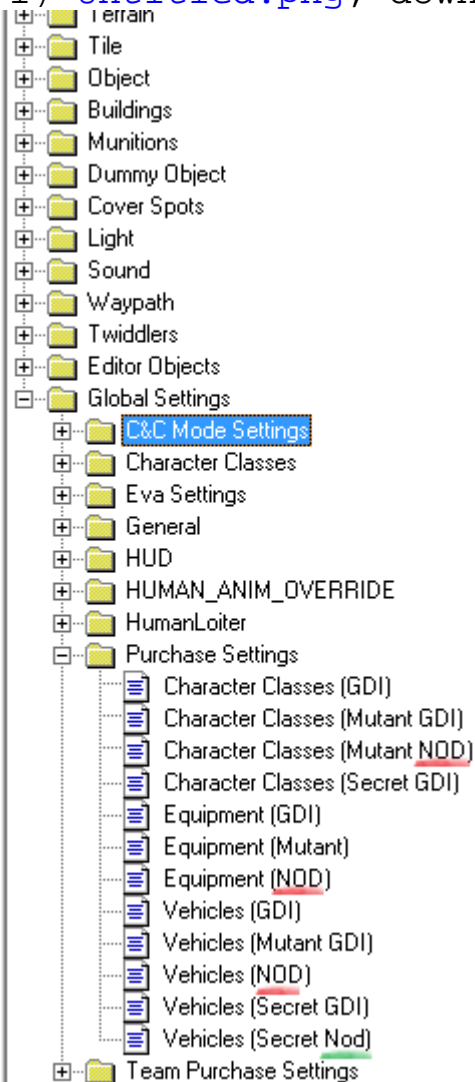 Untitled.png, dow
Terrain
Tile
Object
Buildings
Munitions
Dummy Object
Cover Spots
Light
Sound
Waypath
Twiddlers
Editor Objects
Global Settings
C&C Mode Settings
Character Classes
Eva Settings
General
HUD
HUMAN_ANIM_OVERRIDE
HumanLoiter
Purchase Settings
Character Classes (GDI)
Character Classes (Mutant GDI)
Character Classes (Mutant NOD)
Character Classes (Secret GDI)
Equipment (GDI)
Equipment (Mutant)
Equipment (NOD)
Vehicles (GDI)
Vehicles (Mutant GDI)
Vehicles (NOD)
Vehicles (Secret GDI)
Vehicles (Secret Nod)
Team Purchase Settings